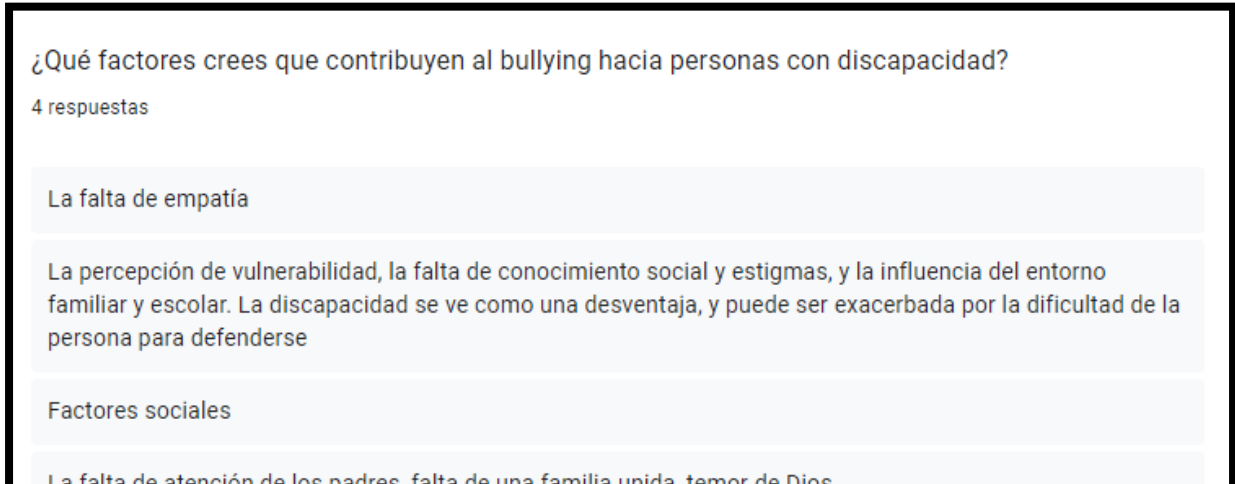 ¿Qué factores crees que contribuyen al bullying hacia personas con discapacidad?
4 respuestas
La falta de empatía
La percepción de vulnerabilidad, la falta de conocimiento social y estigmas, y la influencia del entorno
familiar y escolar. La discapacidad se ve como una desventaja, y puede ser exacerbada por la dificultad de la
persona para defenderse
Factores sociales
La falta de atención de los padres, falta de una familia unida, temor de Dios